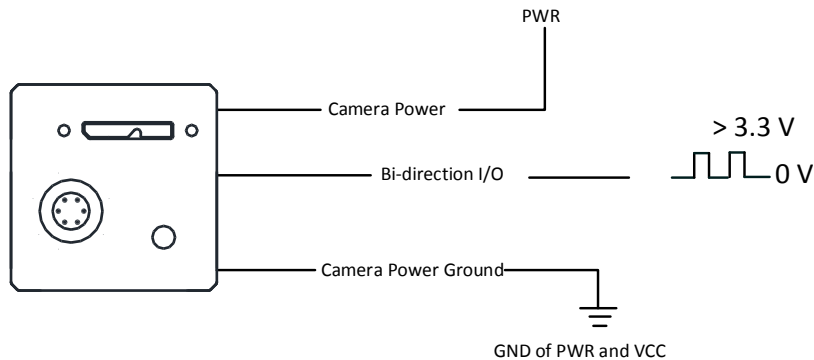 PWR
Camera Power
> 3.3 V
Bi-direction I/O
0 V
Camera Power Ground
GND of PWR and VCC